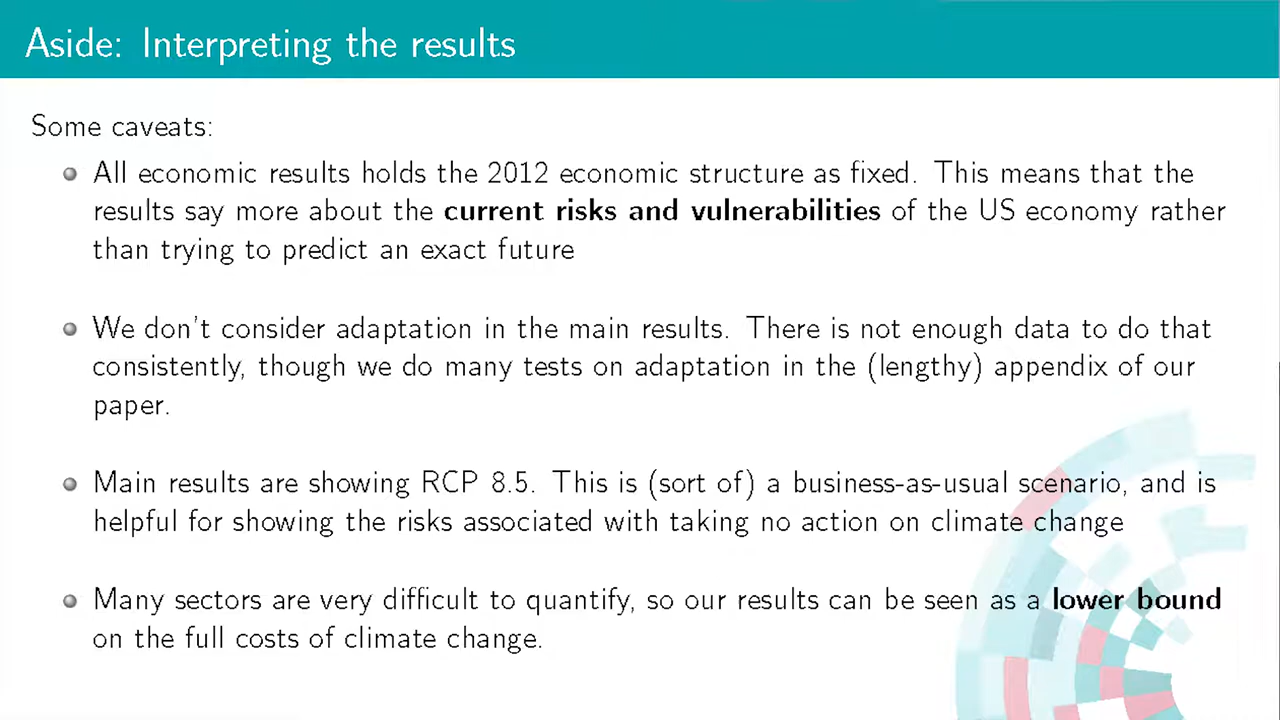 Aside: Interpreting the results
Some caveats:
All economic results holds the 2012 economic structure as fixed. This means that the
results say more about the current risks and vulnerabilities of the US economy rather
than trying to predict an exact future
We don't consider adaptation in the main results. There is not enough data to do that
consistently, though we do many tests on adaptation in the (lengthy) appendix of our
paper.
Main results are showing RCP 8.5. This is (sort of) a business-as-usual scenario, and is
helpful for showing the risks associated with taking no action on climate change
Many sectors are very difficult to quantify, so our results can be seen as a lower bound
on the full costs of climate change.